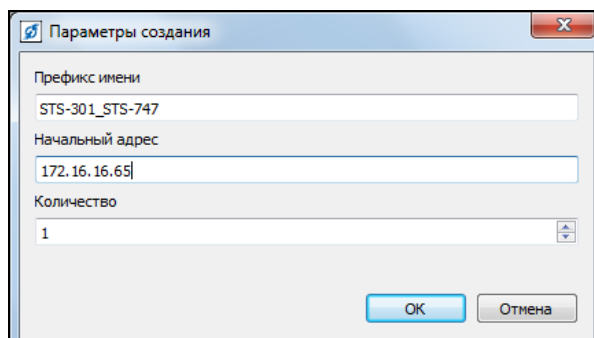 Параметры создания
Префикс имени
STS-301_STS-747
Начальный адрес
172.16.16.65
Количество
1
OK Отмена